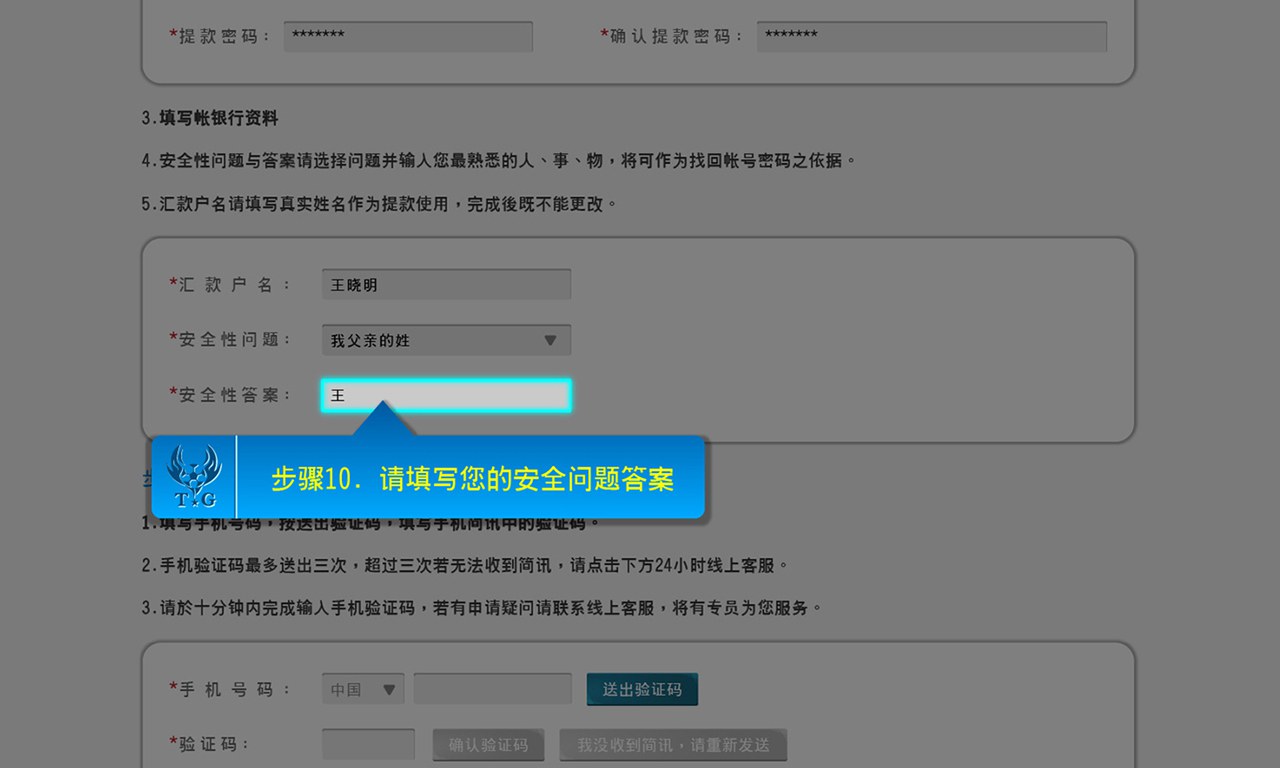 *提款密码： ******* *确认提款密码： *******
3.填写帐银行资料
4.安全性问题与答案请选择问题并输入您最熟悉的人、事、物，将可作为找回帐号密码之依据。
5.汇款户名请填写真实姓名作为提款使用，完成後既不能更改。
*汇款户名： 王晓明
*安全性问题： 我父亲的姓
*安全性答案： 王
T★G 步骤10. 请填写您的安全问题答案
1.填写手机号码，按送出验证码，填写手机简讯中的验证码。
2.手机验证码最多送出三次，超过三次若无法收到简讯，请点击下方24小时线上客服。
3.请於十分钟内完成输入手机验证码，若有申请疑问请联系线上客服，将有专员为您服务。
*手机号码： 中国 送出验证码
*验证码： 确认验证码 我没收到简讯，请重新发送